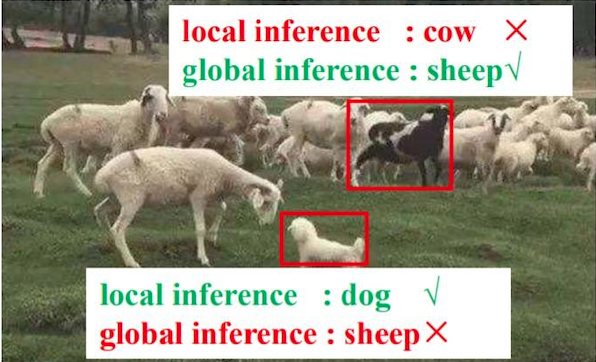 local inference : cow ×
global inference : sheep√
local inference : dog √
global inference : sheep×